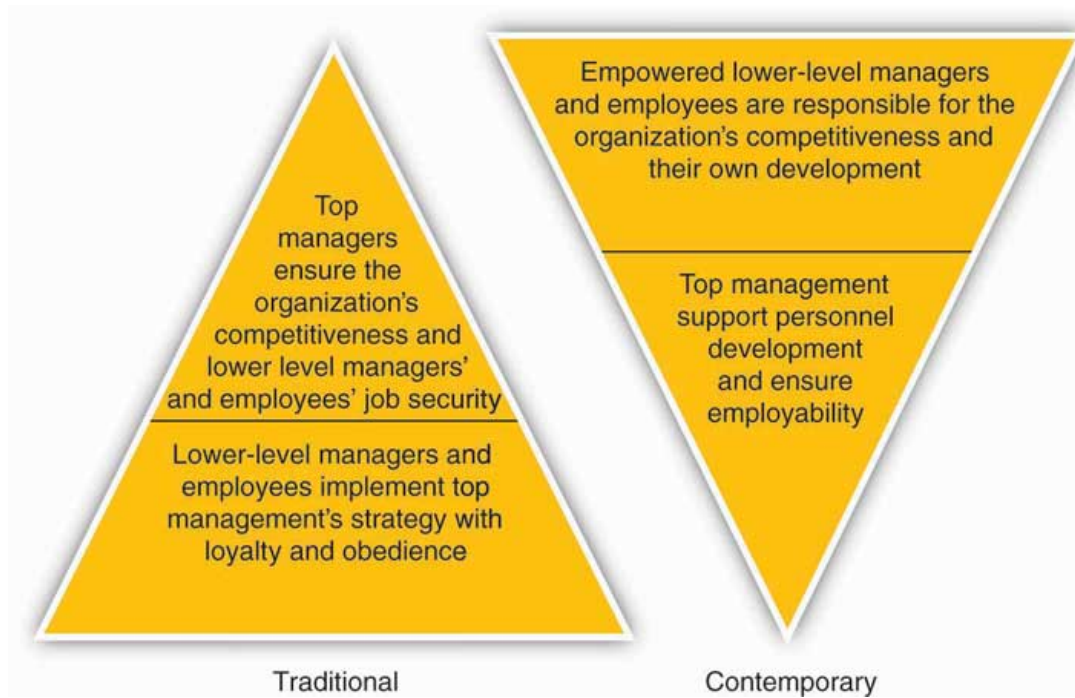 Top
managers
ensure the
organization's
competitiveness and
lower level managers'
and employees' job security
Lower-level managers and
employees implement top
management's strategy with
loyalty and obedience
Traditional
Empowered lower-level managers
and employees are responsible for the
organization's competitiveness and
their own development
Top management
support personnel
development
and ensure
employability
Contemporary